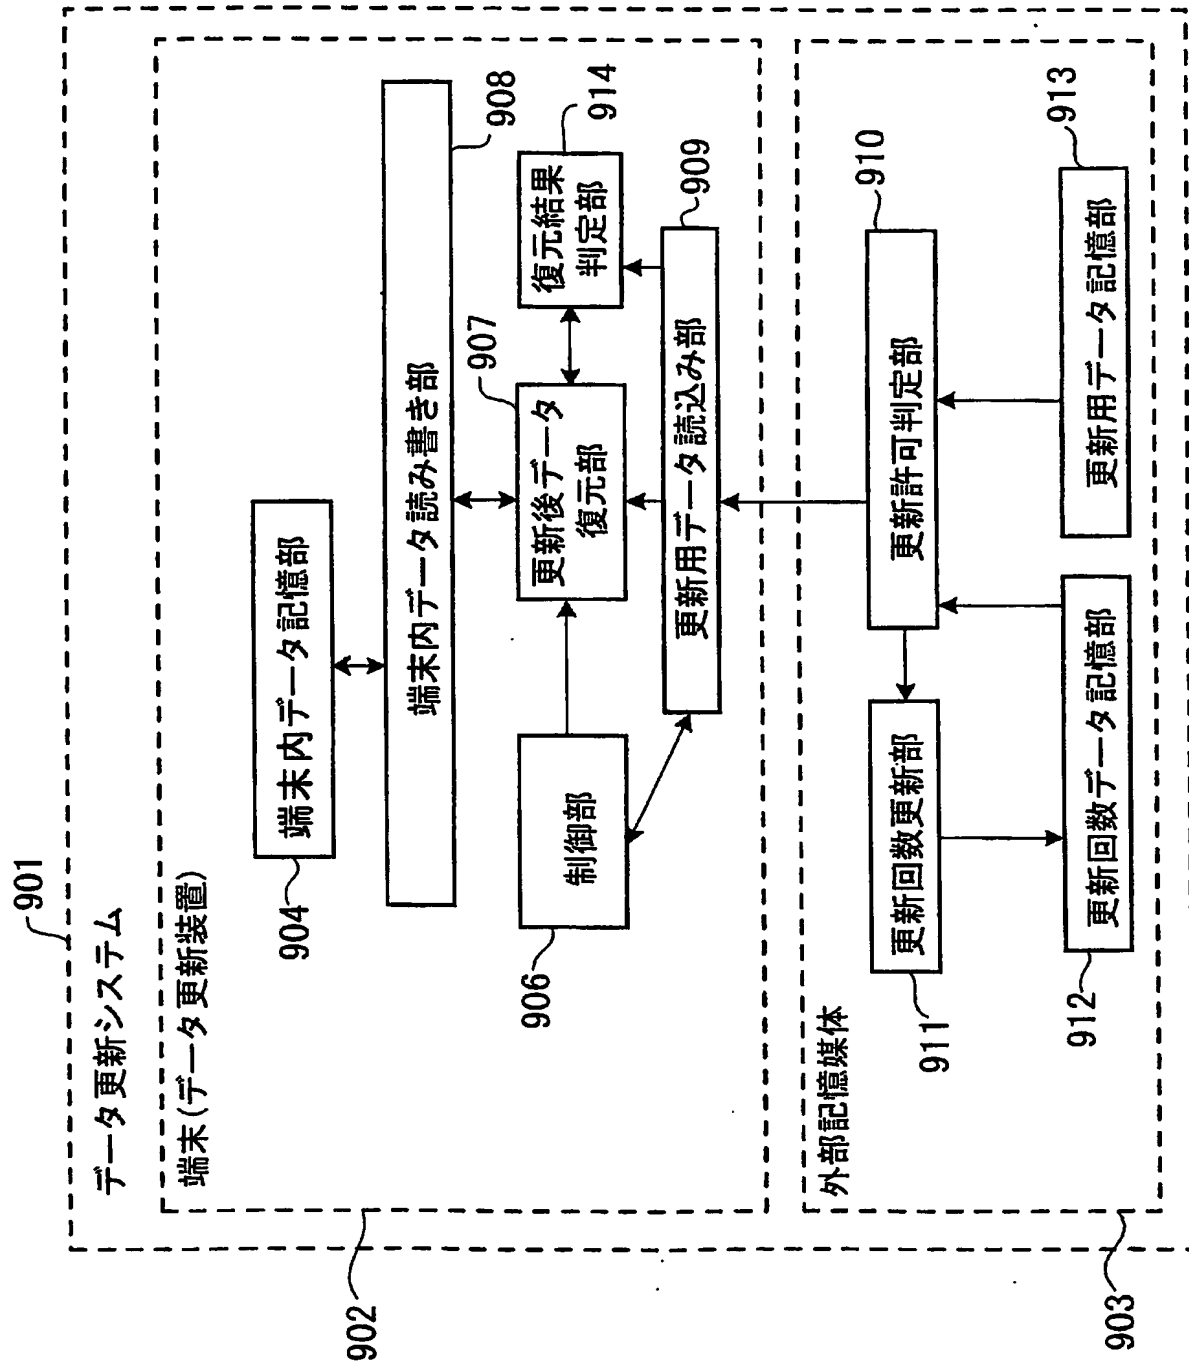 901
データ更新システム
902
端末(データ更新装置)
904
端末内データ記憶部
端末内データ読み書き部
908
906
制御部
907
更新後データ
復元部
復元結果
判定部
914
更新用データ読込み部
909
903
外部記憶媒体
910
更新許可判定部
911
更新回数更新部
912
更新回数データ記憶部
更新用データ記憶部
913